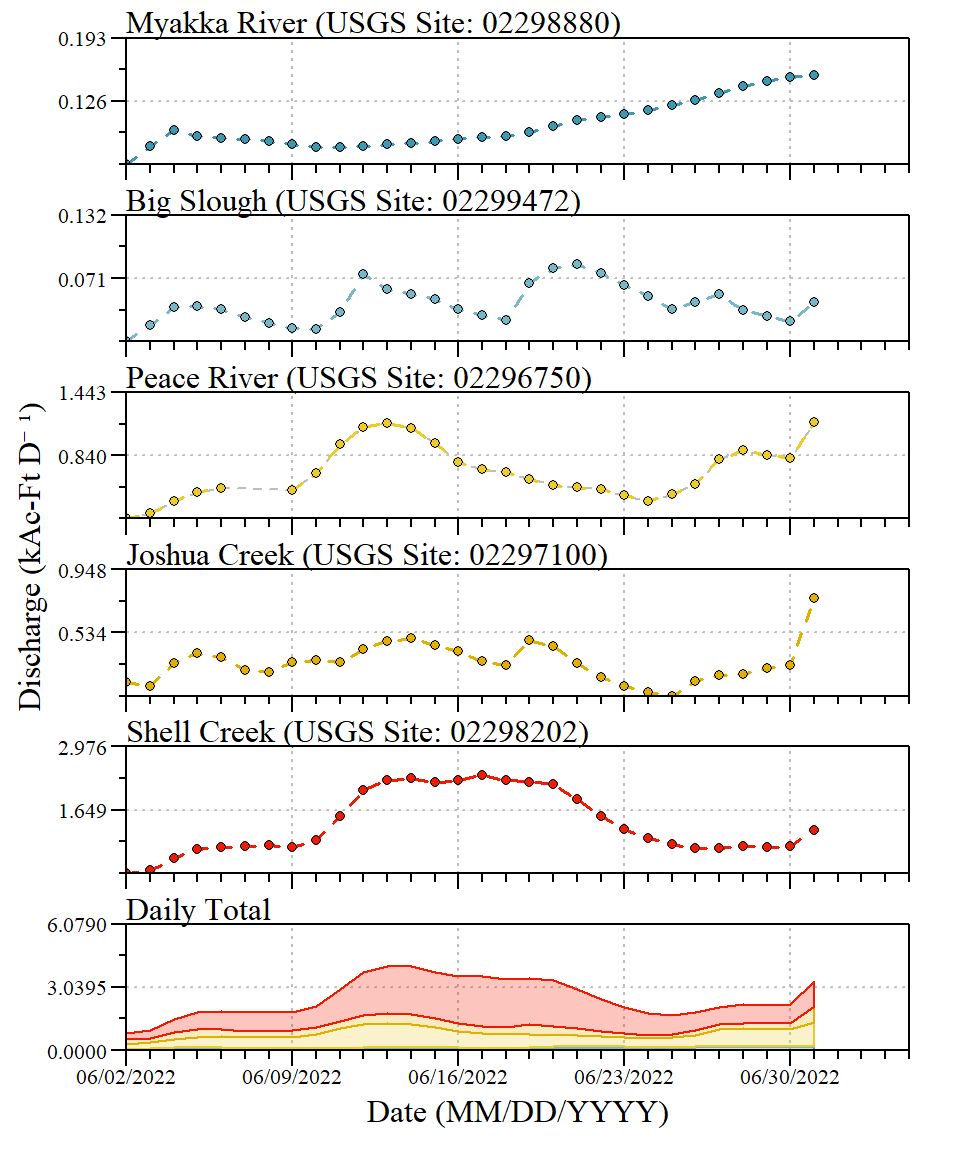 Myakka River (USGS Site: 02298880)
0.193
0.126
Big Slough (USGS Site: 02299472)
0.132
0.071
Peace River (USGS Site: 02296750)
1.443
0.840
Joshua Creek (USGS Site: 02297100)
0.948
0.534
Shell Creek (USGS Site: 02298202)
2.976
1.649
Daily Total
6.0790
3.0395
0.0000
Discharge (kAc-Ft D⁻¹)
06/02/2022 06/09/2022 06/16/2022 06/23/2022 06/30/2022
Date (MM/DD/YYYY)